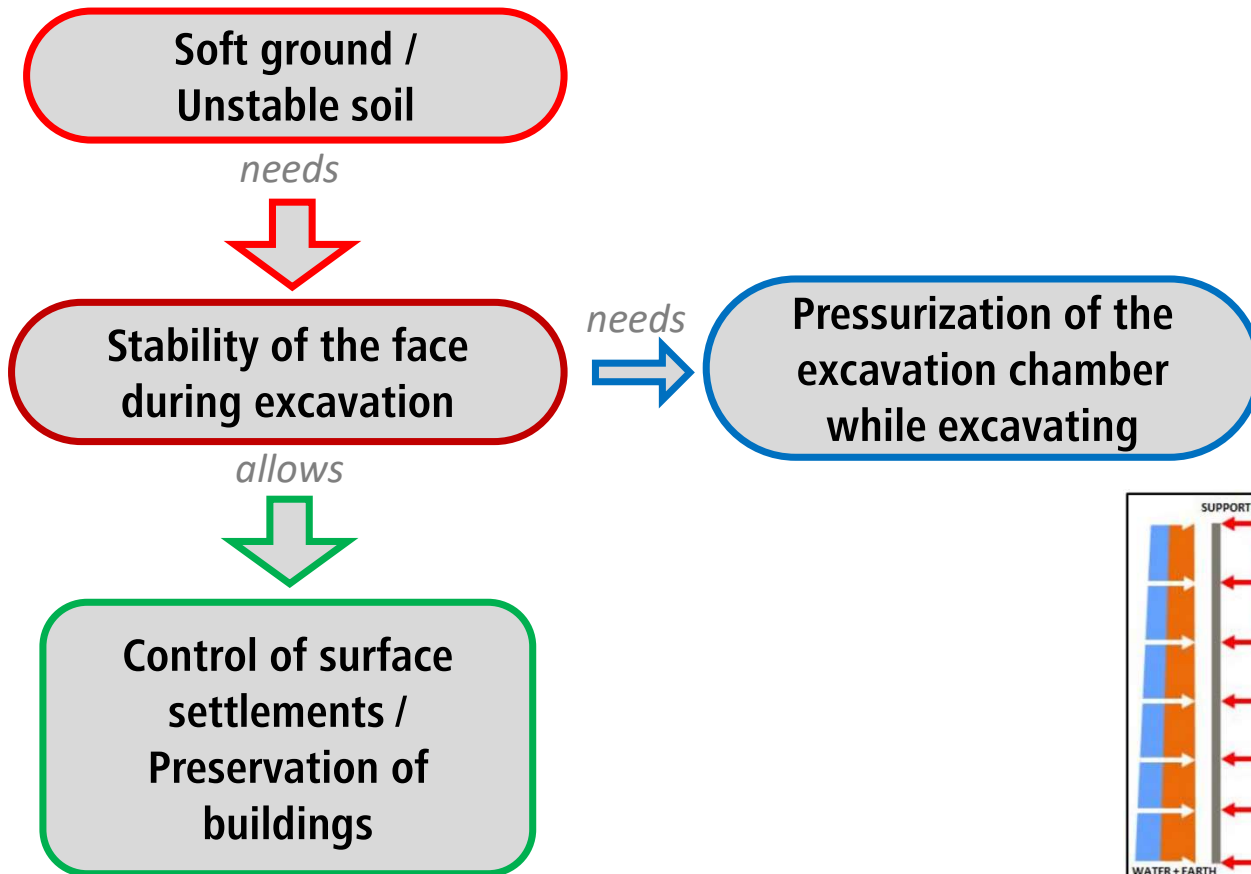 Soft ground /
Unstable soil
needs
Stability of the face
during excavation
needs
Pressurization of the
excavation chamber
while excavating
allows
Control of surface
settlements /
Preservation of
buildings
SUPPORT
WATER + EARTH